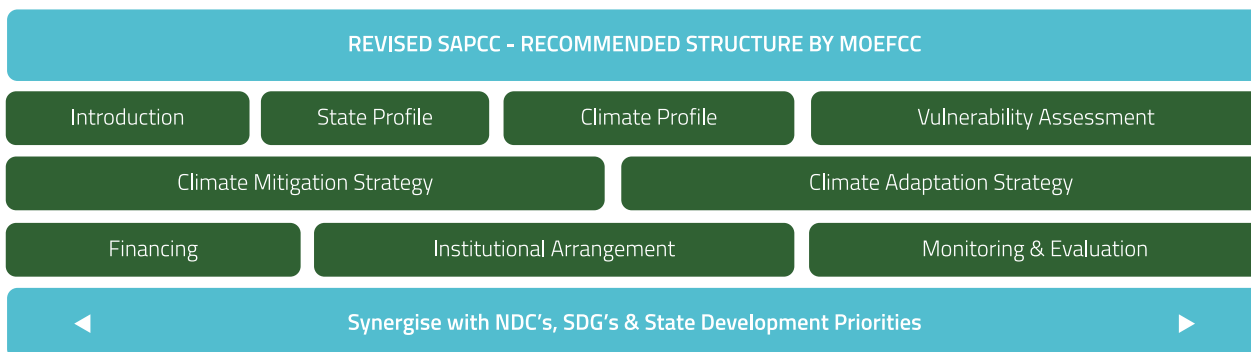 REVISED SAPCC - RECOMMENDED STRUCTURE BY MOEFCC
Introduction
State Profile
Climate Profile
Vulnerability Assessment
Climate Mitigation Strategy
Climate Adaptation Strategy
Financing
Institutional Arrangement
Monitoring & Evaluation
Synergise with NDC's, SDG's & State Development Priorities